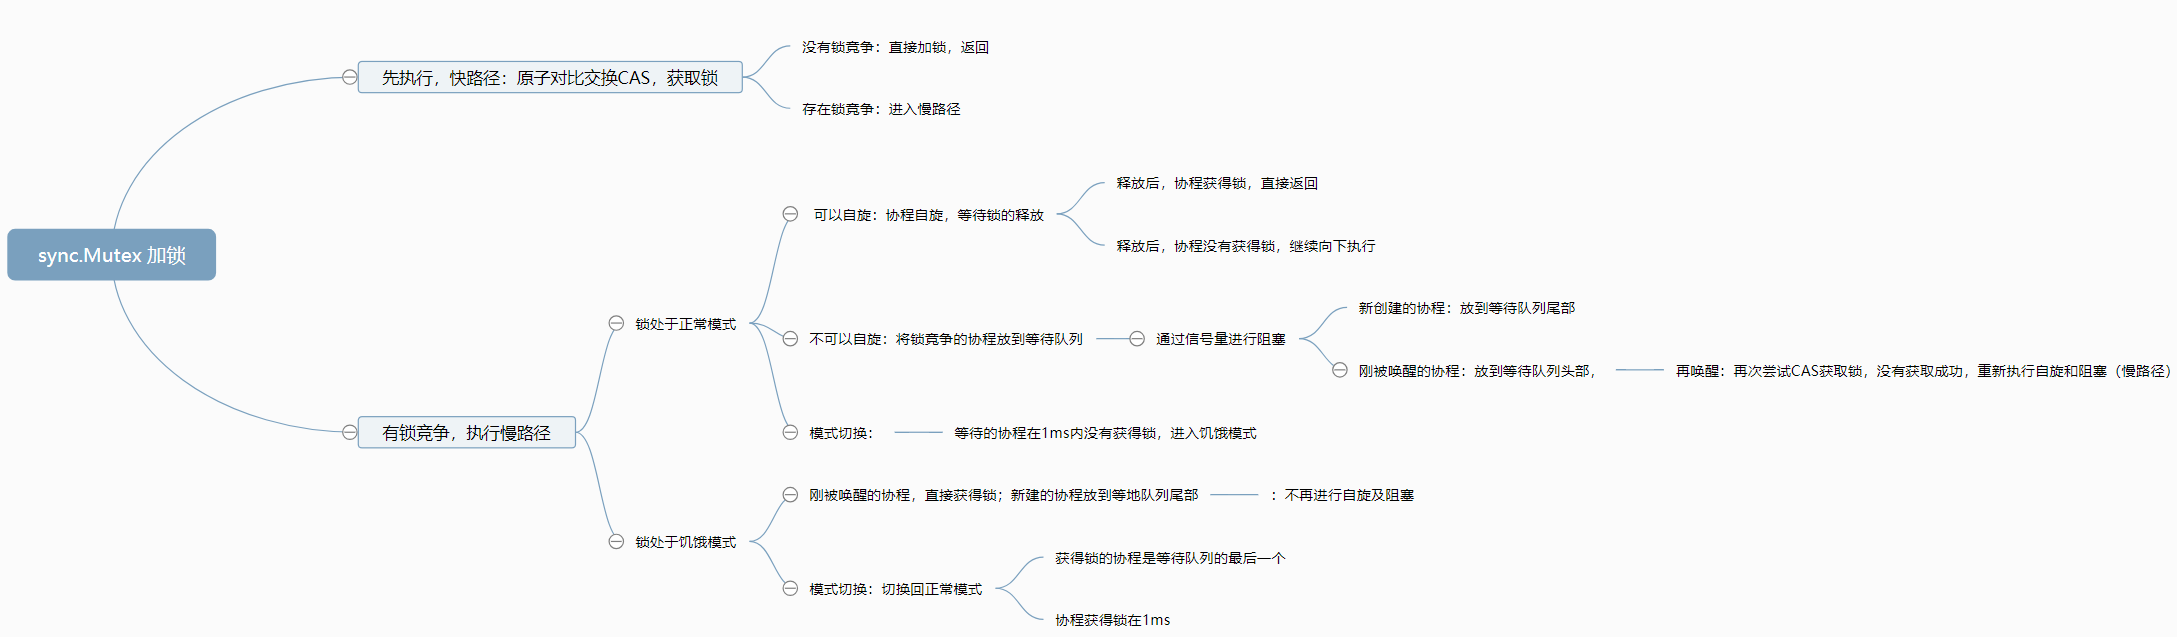 sync.Mutex 加锁
先执行，快路径：原子对比交换CAS，获取锁
没有锁竞争：直接加锁，返回
存在锁竞争：进入慢路径
有锁竞争，执行慢路径
锁处于正常模式
可以自旋：协程自旋，等待锁的释放
释放后，协程获得锁，直接返回
释放后，协程没有获得锁，继续向下执行
不可以自旋：将锁竞争的协程放到等待队列
通过信号量进行阻塞
新创建的协程：放到等待队列尾部
刚被唤醒的协程：放到等待队列头部，
再唤醒：再次尝试CAS获取锁，没有获取成功，重新执行自旋和阻塞（慢路径）
模式切换：
等待的协程在1ms内没有获得锁，进入饥饿模式
锁处于饥饿模式
刚被唤醒的协程，直接获得锁；新建的协程放到等地队列尾部
：不再进行自旋及阻塞
模式切换：切换回正常模式
获得锁的协程是等待队列的最后一个
协程获得锁在1ms